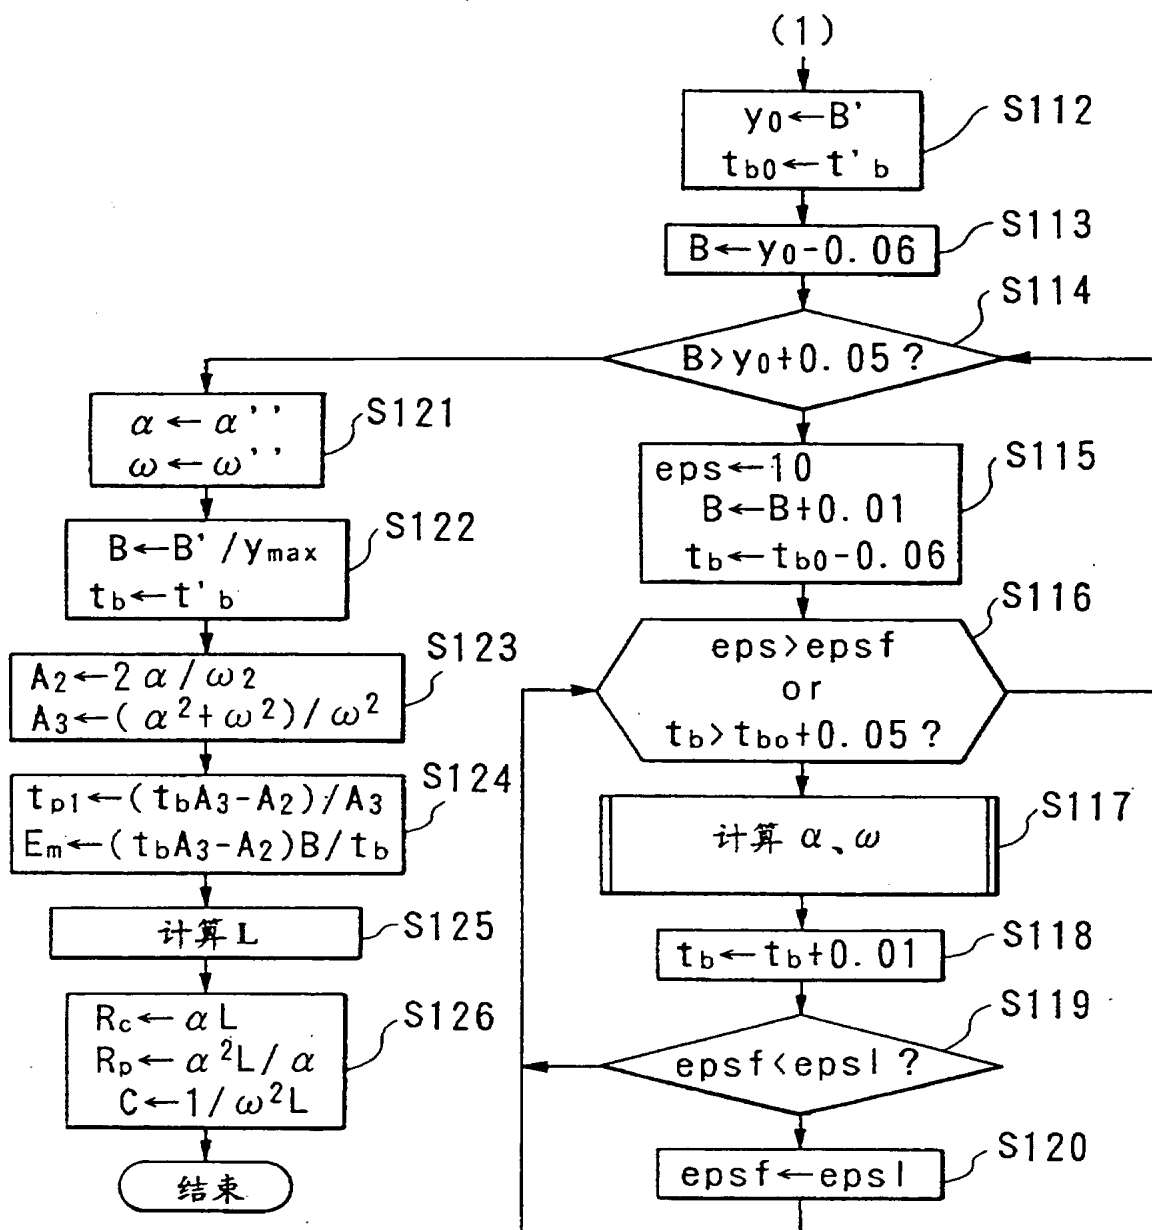 (1)
y0←B'
tb0←t'b
S112
B←y0-0.06
S113
B>y0+0.05?
S114
eps←10
B←B+0.01
tb←tb0-0.06
S115
eps>epsf
or
tb>tbo+0.05?
S116
计算 α、ω
S117
tb←tb+0.01
S118
epsf<epsl ?
S119
epsf←epsl
S120
α←α''
ω←ω''
S121
B←B'/ymax
tb←t'b
S122
A2←2α/ω2
A3←(α²+ω²)/ω²
S123
tp1←(tbA3-A2)/A3
Em←(tbA3-A2)B/tb
S124
计算 L
S125
Rc←αL
Rp←α²L/α
C←1/ω²L
S126
结束